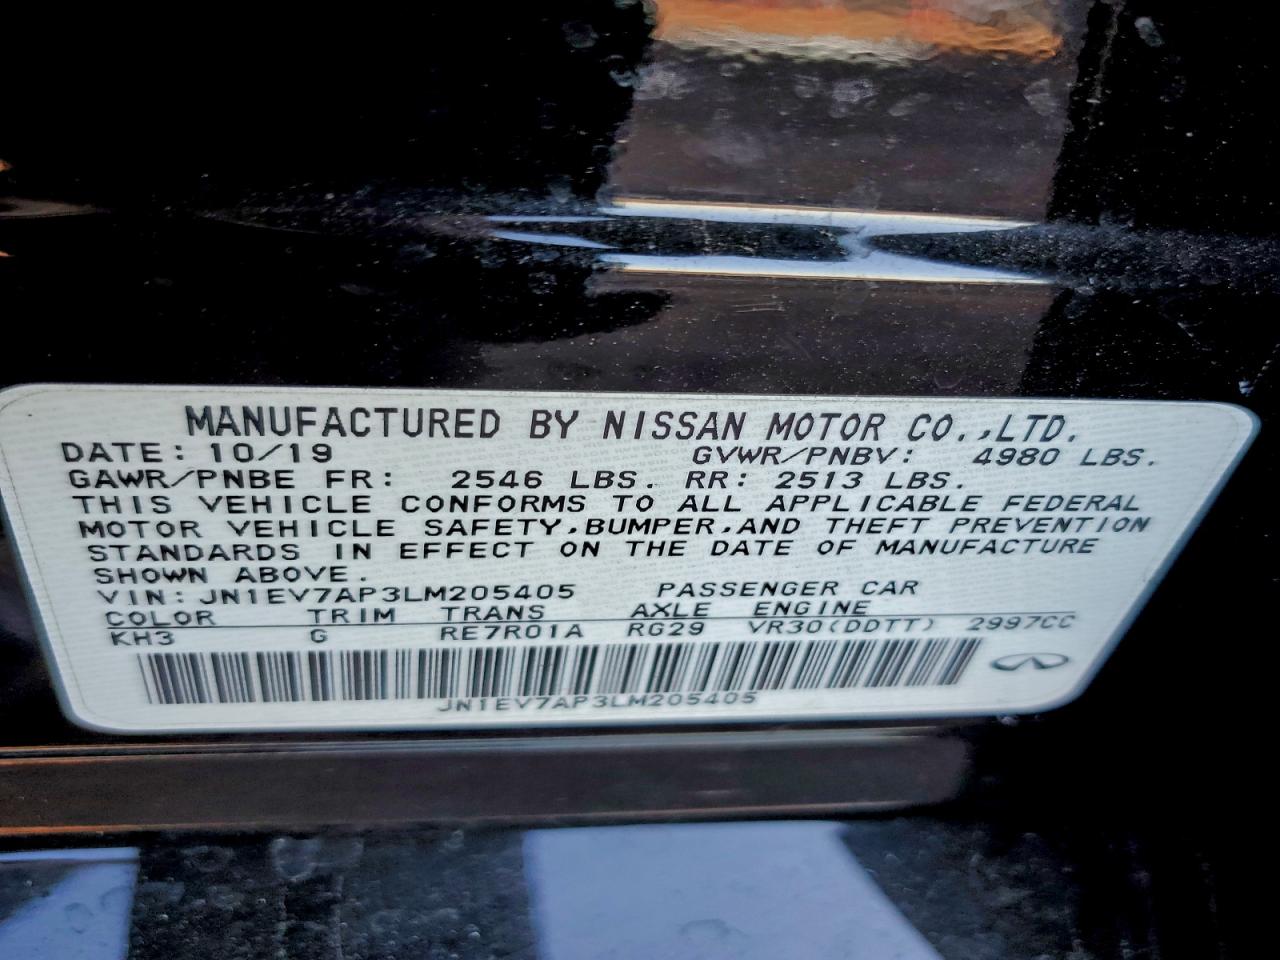 MANUFACTURED BY NISSAN MOTOR CO.,LTD.
DATE: 10/19 GVWR/PNBV: 4980 LBS.
GAWR/PNBE FR: 2546 LBS. RR: 2513 LBS.
THIS VEHICLE CONFORMS TO ALL APPLICABLE FEDERAL
MOTOR VEHICLE SAFETY,BUMPER,AND THEFT PREVENTION
STANDARDS IN EFFECT ON THE DATE OF MANUFACTURE
SHOWN ABOVE.
VIN: JN1EV7AP3LM205405 PASSENGER CAR
COLOR TRIM TRANS AXLE ENGINE
KH3 G RE7R01A RG29 VR30(DDTT) 2997CC
JN1EV7AP3LM205405